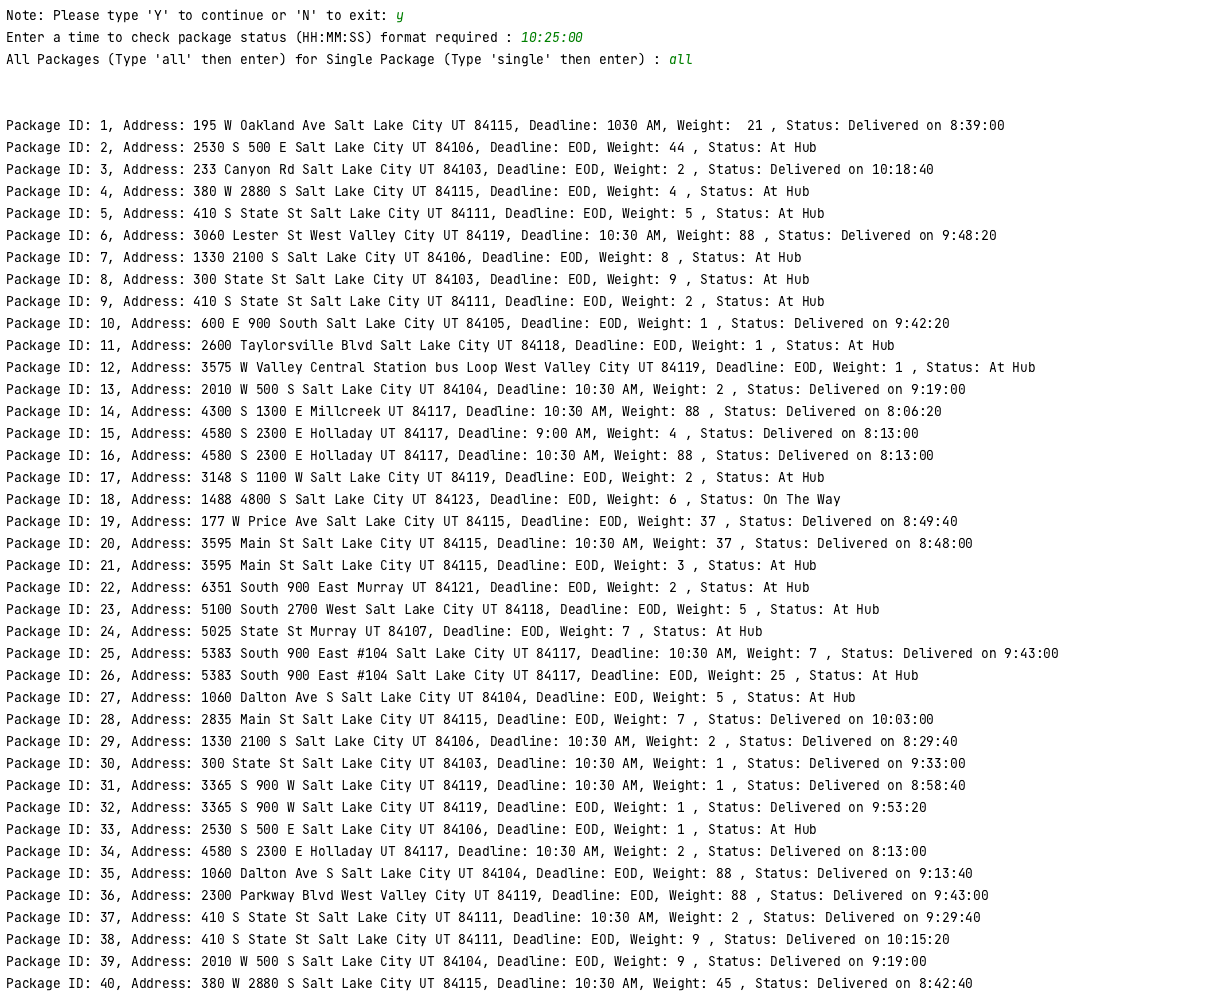 Note: Please type 'Y' to continue or 'N' to exit: y
Enter a time to check package status (HH:MM:SS) format required : 10:25:00
All Packages (Type 'all' then enter) for Single Package (Type 'single' then enter) : all
Package ID: 1, Address: 195 W Oakland Ave Salt Lake City UT 84115, Deadline: 1030 AM, Weight:  21 , Status: Delivered on 8:39:00
Package ID: 2, Address: 2530 S 500 E Salt Lake City UT 84106, Deadline: EOD, Weight: 44 , Status: At Hub
Package ID: 3, Address: 233 Canyon Rd Salt Lake City UT 84103, Deadline: EOD, Weight: 2 , Status: Delivered on 10:18:40
Package ID: 4, Address: 380 W 2880 S Salt Lake City UT 84115, Deadline: EOD, Weight: 4 , Status: At Hub
Package ID: 5, Address: 410 S State St Salt Lake City UT 84111, Deadline: EOD, Weight: 5 , Status: At Hub
Package ID: 6, Address: 3060 Lester St West Valley City UT 84119, Deadline: 10:30 AM, Weight: 88 , Status: Delivered on 9:48:20
Package ID: 7, Address: 1330 2100 S Salt Lake City UT 84106, Deadline: EOD, Weight: 8 , Status: At Hub
Package ID: 8, Address: 300 State St Salt Lake City UT 84103, Deadline: EOD, Weight: 9 , Status: At Hub
Package ID: 9, Address: 410 S State St Salt Lake City UT 84111, Deadline: EOD, Weight: 2 , Status: At Hub
Package ID: 10, Address: 600 E 900 South Salt Lake City UT 84105, Deadline: EOD, Weight: 1 , Status: Delivered on 9:42:20
Package ID: 11, Address: 2600 Taylorsville Blvd Salt Lake City UT 84118, Deadline: EOD, Weight: 1 , Status: At Hub
Package ID: 12, Address: 3575 W Valley Central Station bus Loop West Valley City UT 84119, Deadline: EOD, Weight: 1 , Status: At Hub
Package ID: 13, Address: 2010 W 500 S Salt Lake City UT 84104, Deadline: 10:30 AM, Weight: 2 , Status: Delivered on 9:19:00
Package ID: 14, Address: 4300 S 1300 E Millcreek UT 84117, Deadline: 10:30 AM, Weight: 88 , Status: Delivered on 8:06:20
Package ID: 15, Address: 4580 S 2300 E Holladay UT 84117, Deadline: 9:00 AM, Weight: 4 , Status: Delivered on 8:13:00
Package ID: 16, Address: 4580 S 2300 E Holladay UT 84117, Deadline: 10:30 AM, Weight: 88 , Status: Delivered on 8:13:00
Package ID: 17, Address: 3148 S 1100 W Salt Lake City UT 84119, Deadline: EOD, Weight: 2 , Status: At Hub
Package ID: 18, Address: 1488 4800 S Salt Lake City UT 84123, Deadline: EOD, Weight: 6 , Status: On The Way
Package ID: 19, Address: 177 W Price Ave Salt Lake City UT 84115, Deadline: EOD, Weight: 37 , Status: Delivered on 8:49:40
Package ID: 20, Address: 3595 Main St Salt Lake City UT 84115, Deadline: 10:30 AM, Weight: 37 , Status: Delivered on 8:48:00
Package ID: 21, Address: 3595 Main St Salt Lake City UT 84115, Deadline: EOD, Weight: 3 , Status: At Hub
Package ID: 22, Address: 6351 South 900 East Murray UT 84121, Deadline: EOD, Weight: 2 , Status: At Hub
Package ID: 23, Address: 5100 South 2700 West Salt Lake City UT 84118, Deadline: EOD, Weight: 5 , Status: At Hub
Package ID: 24, Address: 5025 State St Murray UT 84107, Deadline: EOD, Weight: 7 , Status: At Hub
Package ID: 25, Address: 5383 South 900 East #104 Salt Lake City UT 84117, Deadline: 10:30 AM, Weight: 7 , Status: Delivered on 9:43:00
Package ID: 26, Address: 5383 South 900 East #104 Salt Lake City UT 84117, Deadline: EOD, Weight: 25 , Status: At Hub
Package ID: 27, Address: 1060 Dalton Ave S Salt Lake City UT 84104, Deadline: EOD, Weight: 5 , Status: At Hub
Package ID: 28, Address: 2835 Main St Salt Lake City UT 84115, Deadline: EOD, Weight: 7 , Status: Delivered on 10:03:00
Package ID: 29, Address: 1330 2100 S Salt Lake City UT 84106, Deadline: 10:30 AM, Weight: 2 , Status: Delivered on 8:29:40
Package ID: 30, Address: 300 State St Salt Lake City UT 84103, Deadline: 10:30 AM, Weight: 1 , Status: Delivered on 9:33:00
Package ID: 31, Address: 3365 S 900 W Salt Lake City UT 84119, Deadline: 10:30 AM, Weight: 1 , Status: Delivered on 8:58:40
Package ID: 32, Address: 3365 S 900 W Salt Lake City UT 84119, Deadline: EOD, Weight: 1 , Status: Delivered on 9:53:20
Package ID: 33, Address: 2530 S 500 E Salt Lake City UT 84106, Deadline: EOD, Weight: 1 , Status: At Hub
Package ID: 34, Address: 4580 S 2300 E Holladay UT 84117, Deadline: 10:30 AM, Weight: 2 , Status: Delivered on 8:13:00
Package ID: 35, Address: 1060 Dalton Ave S Salt Lake City UT 84104, Deadline: EOD, Weight: 88 , Status: Delivered on 9:13:40
Package ID: 36, Address: 2300 Parkway Blvd West Valley City UT 84119, Deadline: EOD, Weight: 88 , Status: Delivered on 9:43:00
Package ID: 37, Address: 410 S State St Salt Lake City UT 84111, Deadline: 10:30 AM, Weight: 2 , Status: Delivered on 9:29:40
Package ID: 38, Address: 410 S State St Salt Lake City UT 84111, Deadline: EOD, Weight: 9 , Status: Delivered on 10:15:20
Package ID: 39, Address: 2010 W 500 S Salt Lake City UT 84104, Deadline: EOD, Weight: 9 , Status: Delivered on 9:19:00
Package ID: 40, Address: 380 W 2880 S Salt Lake City UT 84115, Deadline: 10:30 AM, Weight: 45 , Status: Delivered on 8:42:40